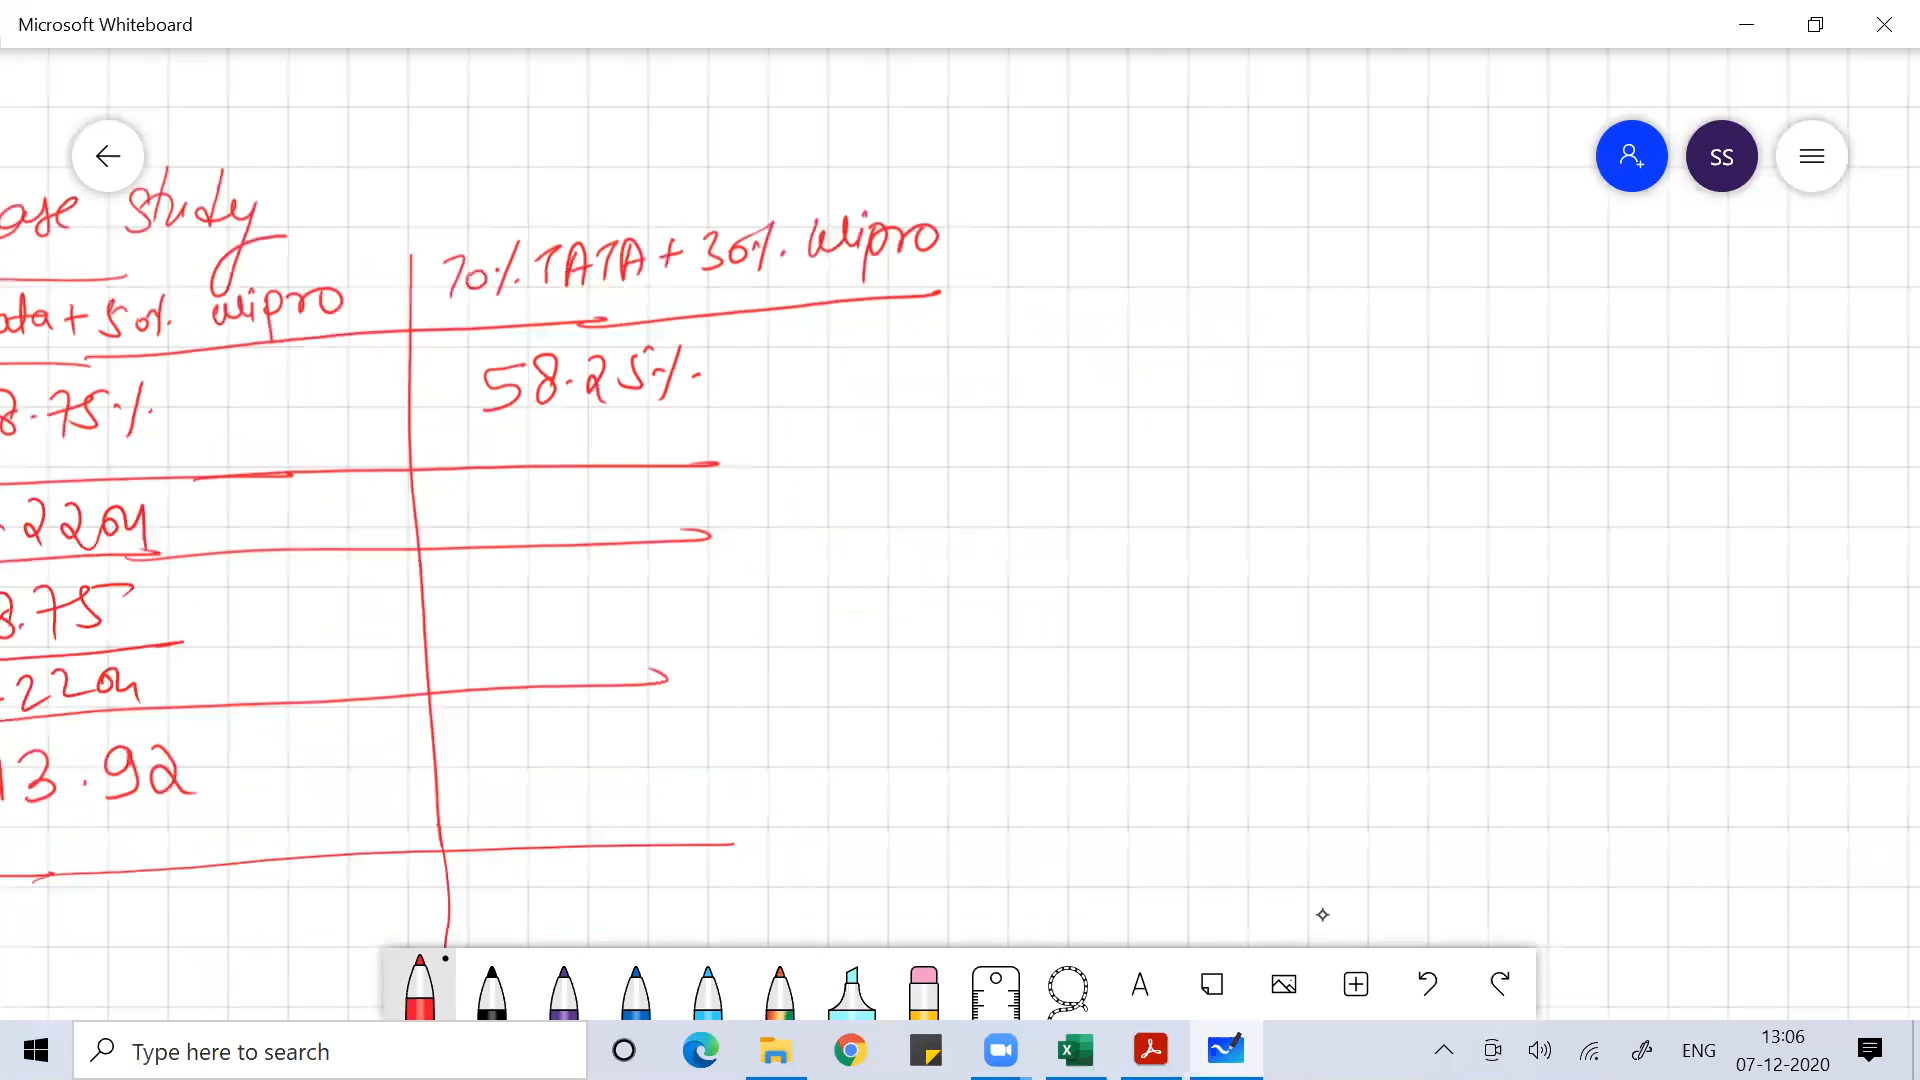 Microsoft Whiteboard
SS
ase study
ata + 50%. wipro
70%. TATA + 30%. wipro
8.75%.
58.25%.
.2204
8.75
.2204
13.92
A
Type here to search
ENG
13:06
07-12-2020